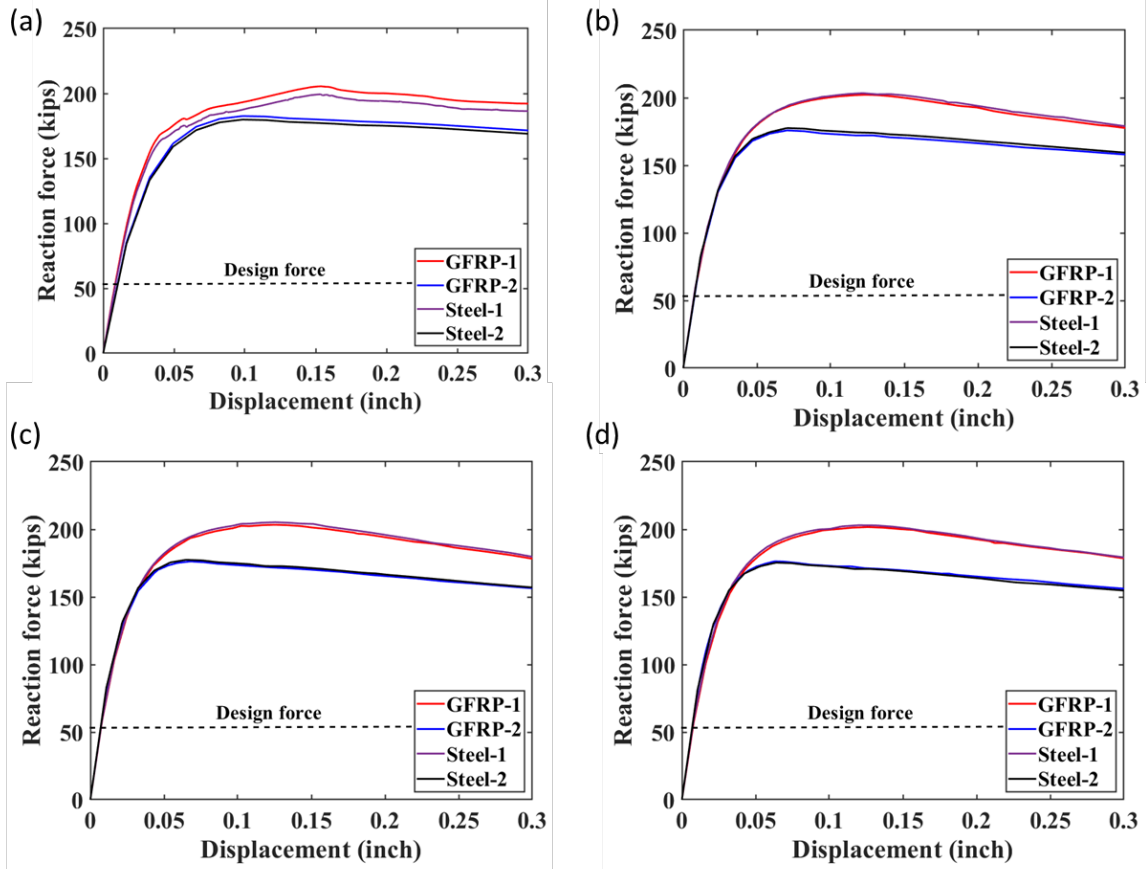 (a)
250
200
150
100
50
0
Reaction force (kips)
Design force
GFRP-1
GFRP-2
Steel-1
Steel-2
0 0.05 0.1 0.15 0.2 0.25 0.3
Displacement (inch)
(b)
250
200
150
100
50
0
Reaction force (kips)
Design force
GFRP-1
GFRP-2
Steel-1
Steel-2
0 0.05 0.1 0.15 0.2 0.25 0.3
Displacement (inch)
(c)
250
200
150
100
50
0
Reaction force (kips)
Design force
GFRP-1
GFRP-2
Steel-1
Steel-2
0 0.05 0.1 0.15 0.2 0.25 0.3
Displacement (inch)
(d)
250
200
150
100
50
0
Reaction force (kips)
Design force
GFRP-1
GFRP-2
Steel-1
Steel-2
0 0.05 0.1 0.15 0.2 0.25 0.3
Displacement (inch)